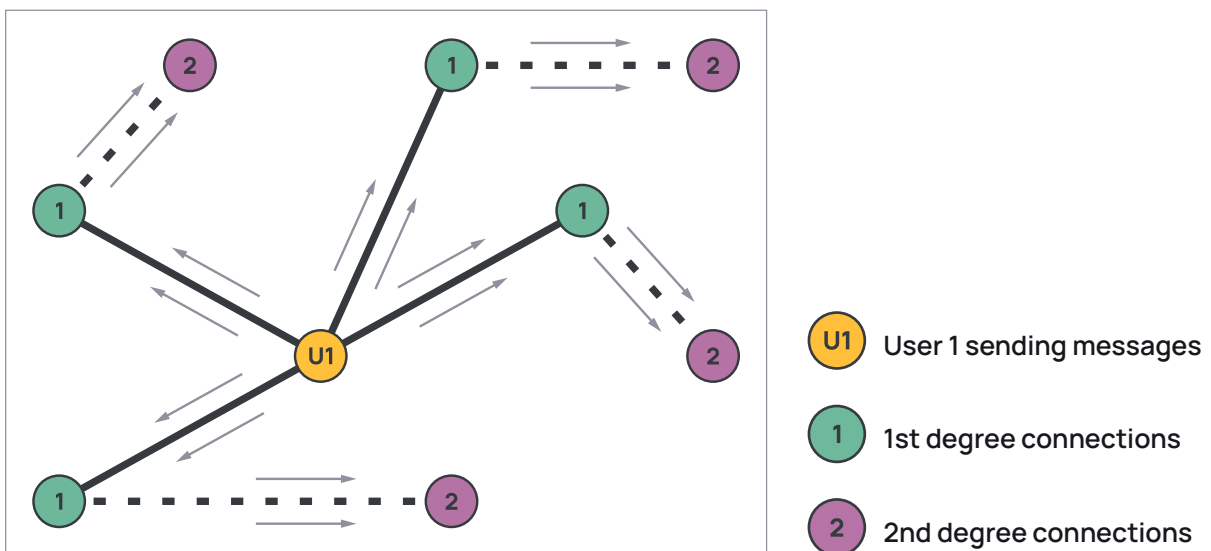 2
1
2
1
1
U1
2
1
2
U1 User 1 sending messages
1 1st degree connections
2 2nd degree connections